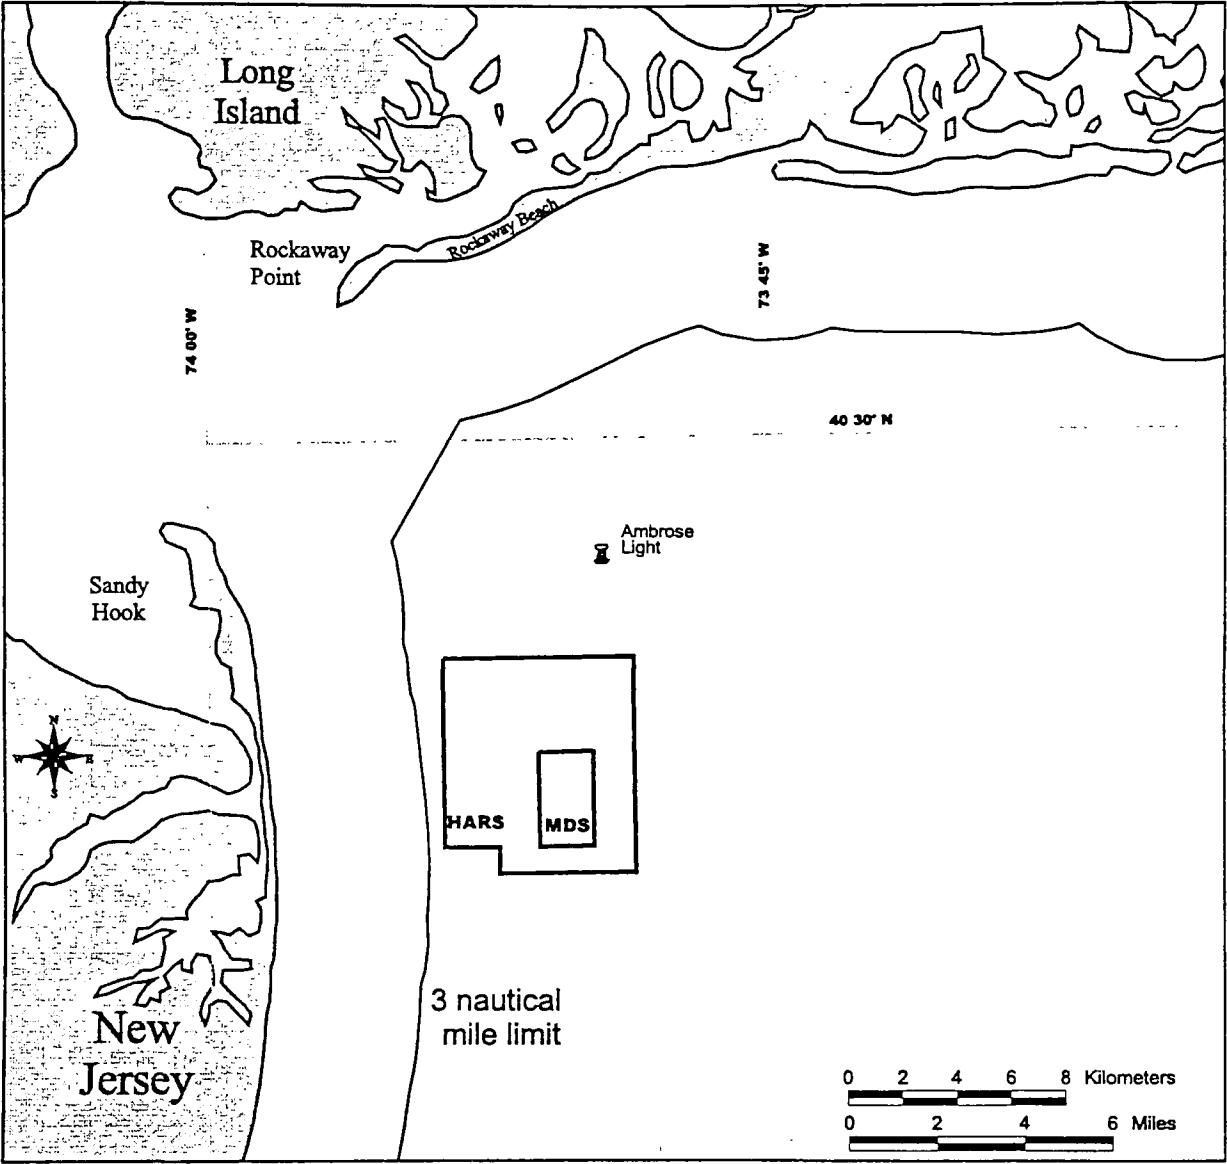 Long
Island
Rockaway Beach
Rockaway
Point
73 45' W
74 00' W
40 30' N
Ambrose
Light
Sandy
Hook
N
W E
S
HARS
MDS
3 nautical
mile limit
New
Jersey
0 2 4 6 8 Kilometers
0 2 4 6 Miles